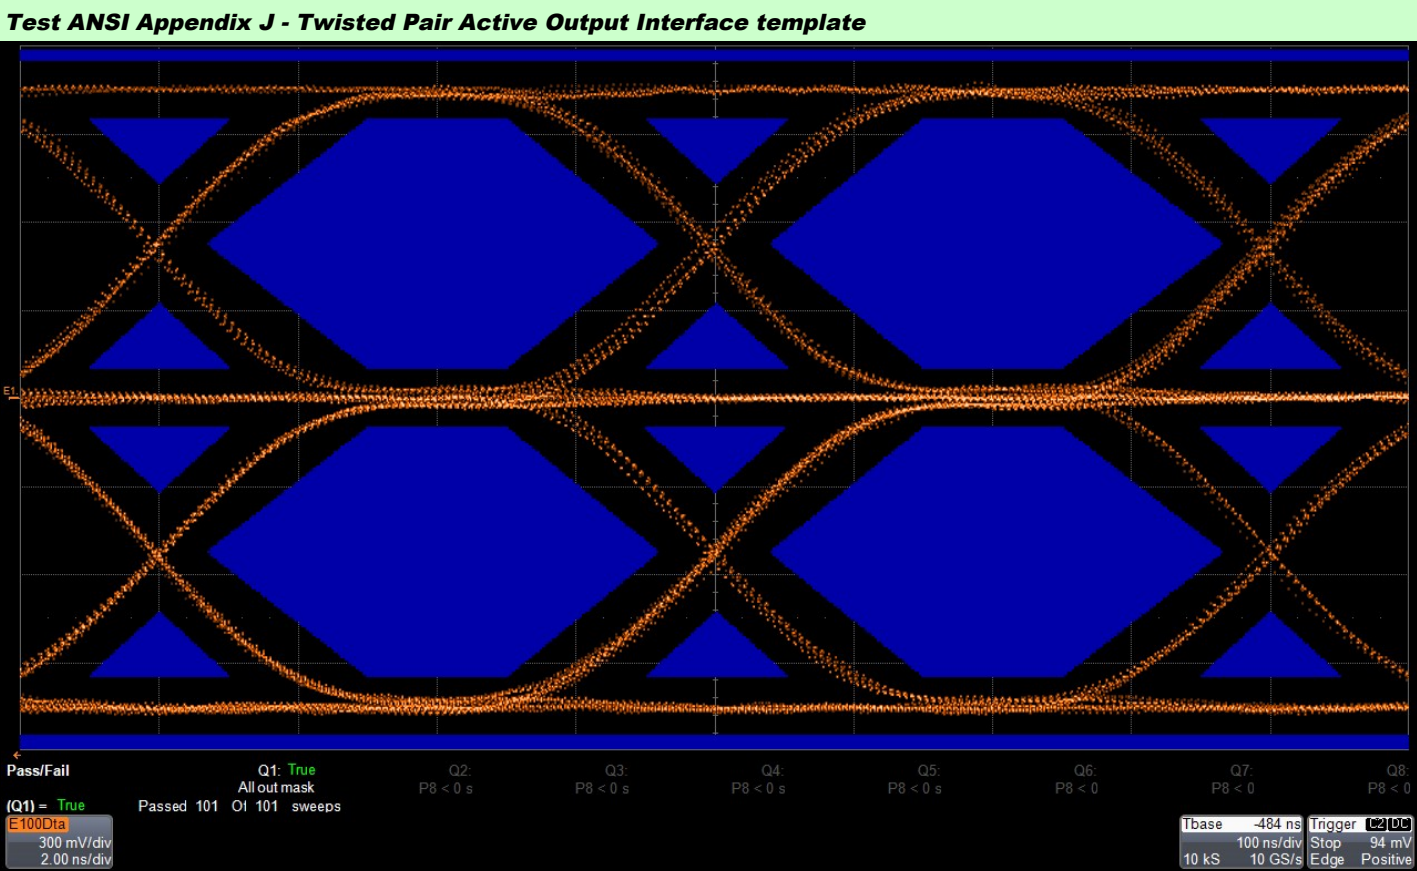 Test ANSI Appendix J - Twisted Pair Active Output Interface template
E1
Pass/Fail Q1: True Q2: Q3: Q4: Q5: Q6: Q7: Q8:
All out mask P8 < 0 s P8 < 0 s P8 < 0 s P8 < 0 s P8 < 0 P8 < 0 P8 < 0
(Q1) = True Passed 101 Of 101 sweeps
E100Dta
300 mV/div
2.00 ns/div
Tbase -484 ns
100 ns/div
10 kS 10 GS/s
Trigger C2 DC
Stop 94 mV
Edge Positive